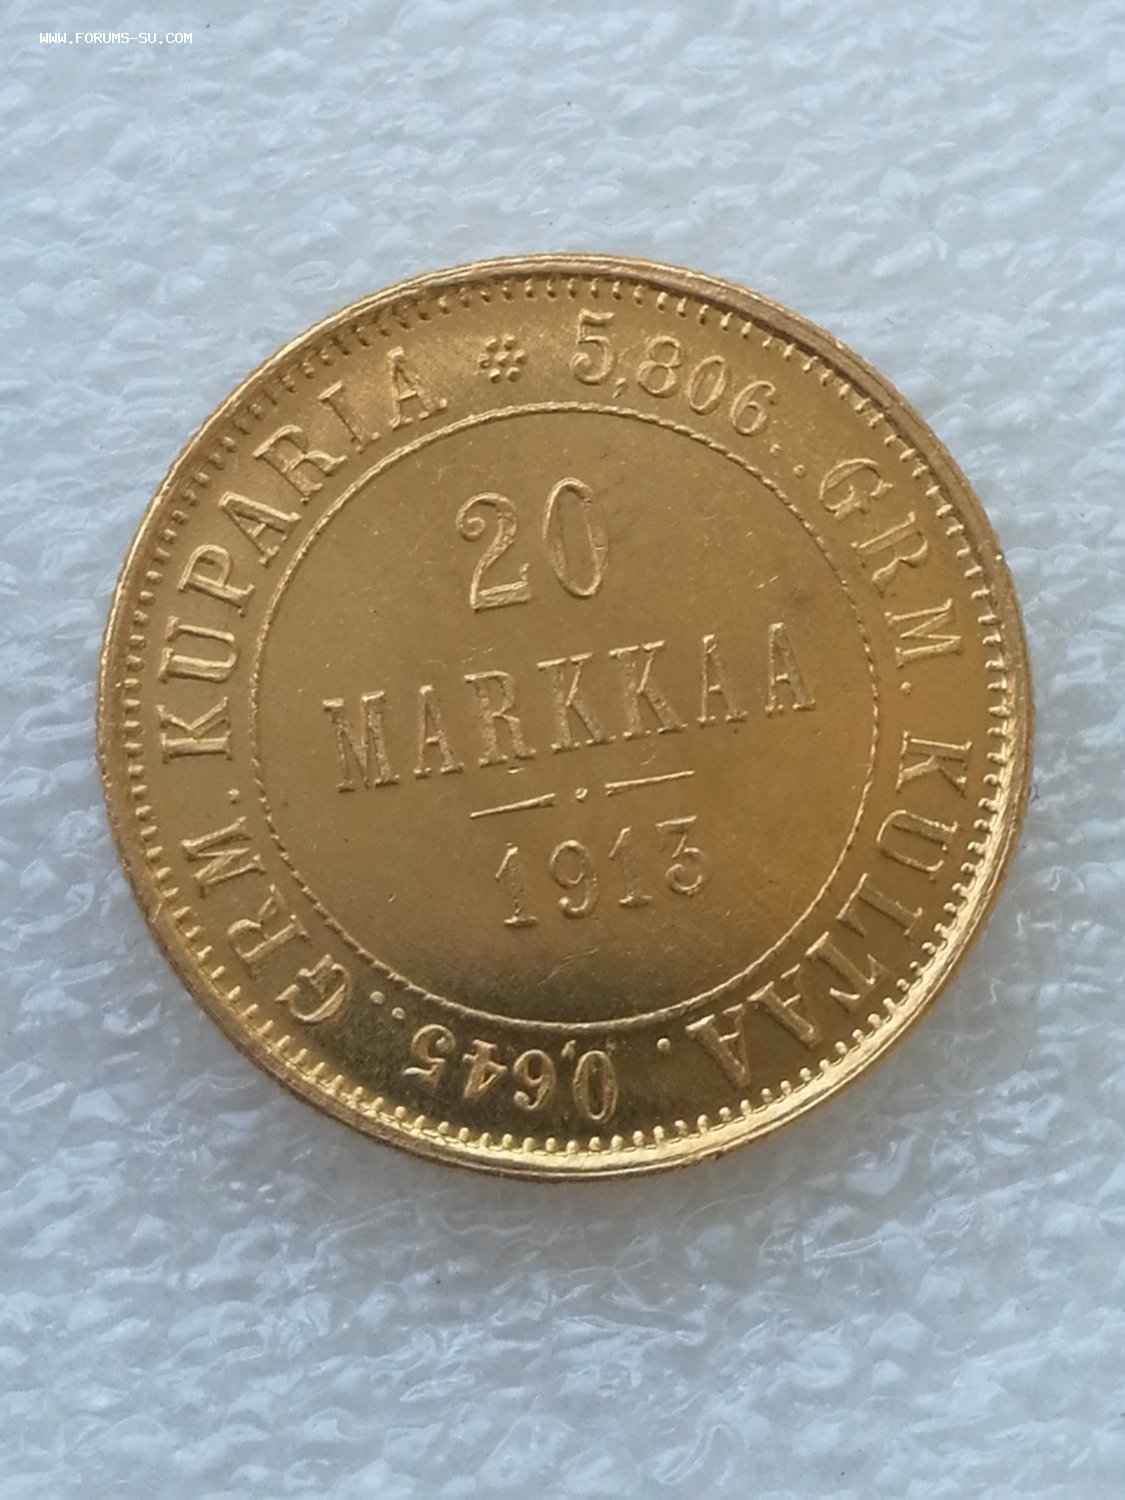 WWW.FORUMS-SU.COM
* 5,806..GRM.KULTAA.0,645..GRM.KUPARIA
20
MARKKAA
1913